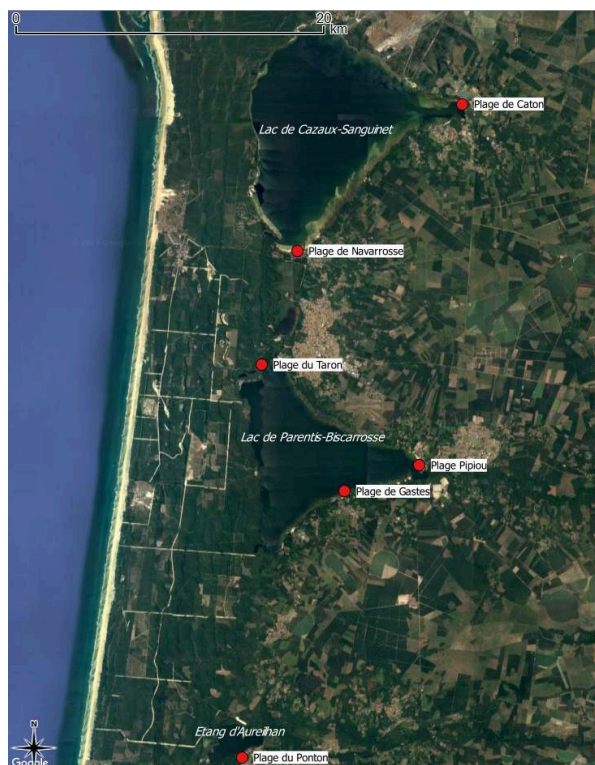 0 20
km
Plage de Caton
Lac de Cazaux-Sanguinet
Plage de Navarrosse
Plage du Taron
Lac de Parentis-Biscarrosse
Plage Pipiou
Plage de Gastes
Etang d'Aureilhan
Plage du Ponton
N
Google